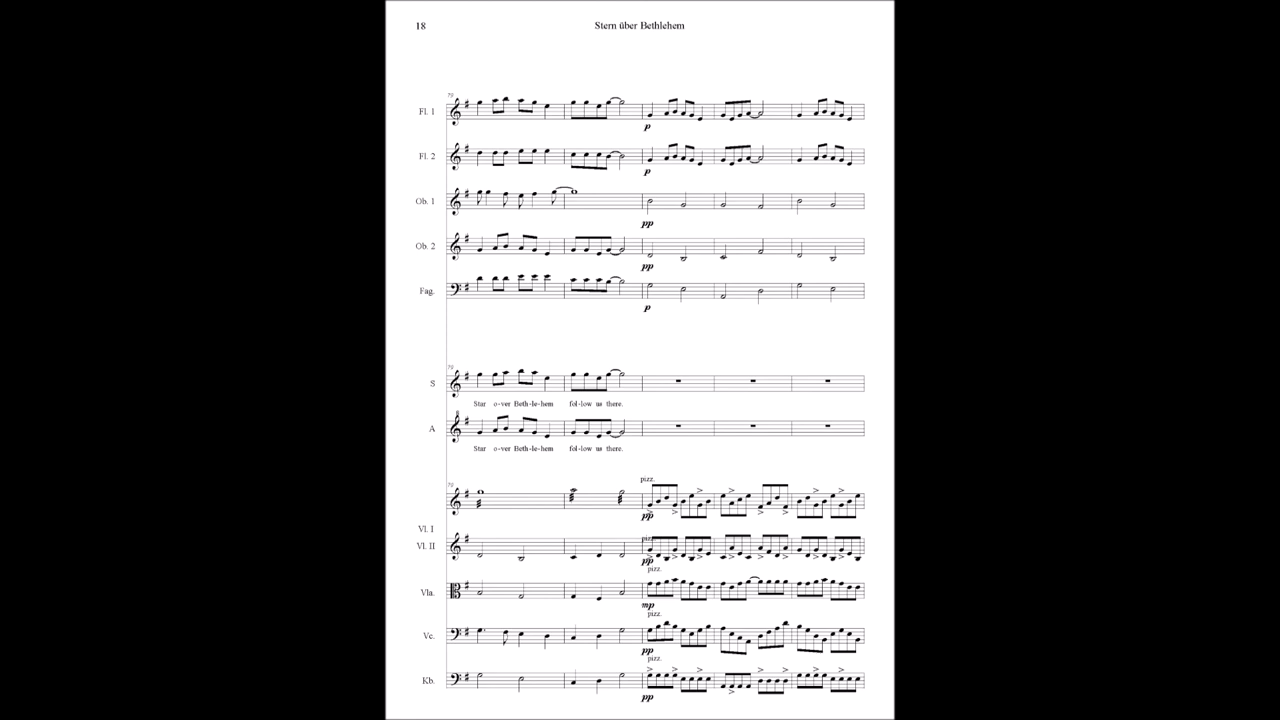 18
Stern über Bethlehem
79
Fl. 1
p
Fl. 2
p
Ob. 1
pp
Ob. 2
pp
Fag.
p
79
S
Star o-ver Beth-le-hem fol-low us there.
A
Star o-ver Beth-le-hem fol-low us there.
79
pizz.
pp
Vl. I
Vl. II
pizz.
pp
pizz.
Vla.
mp
pizz.
Vc.
pp
pizz.
Kb.
pp